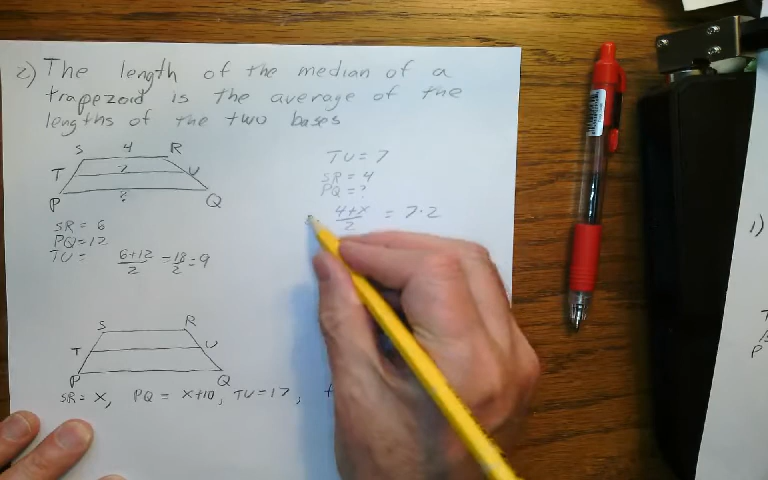 2) The length of the median of a
trapezoid is the average of the
lengths of the two bases
S 4 R
T 7 U
P ? Q
SR = 6
PQ = 12
TU = 6+12/2 = 18/2 = 9
TU = 7
SR = 4
PQ = ?
4+x/2 = 7·2
S R
T U
P Q
SR = x, PQ = x+10, TU = 17,
1)
P